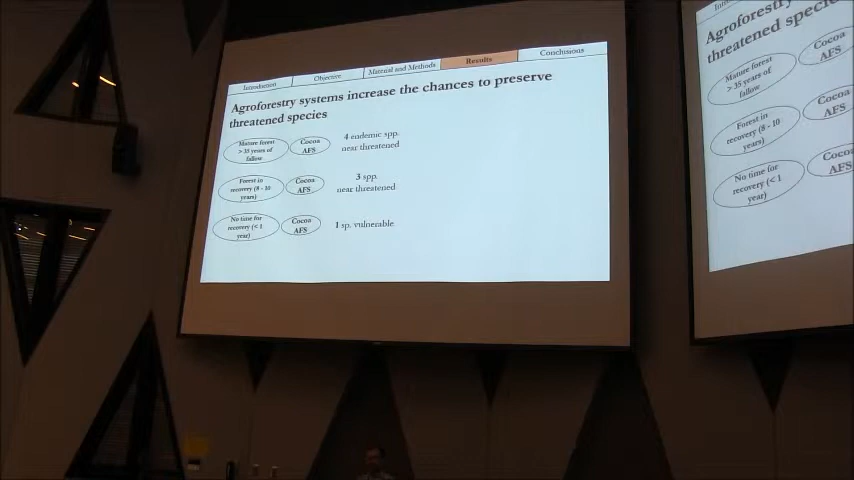 Introduction
Objective
Material and Methods
Results
Conclusions
Agroforestry systems increase the chances to preserve
threatened species
Mature forest
> 35 years of
fallow
Cocoa
AFS
4 endemic spp.
near threatened
Forest in
recovery (8 - 10
years)
Cocoa
AFS
3 spp.
near threatened
No time for
recovery (< 1
year)
Cocoa
AFS
1 sp. vulnerable
Agroforestry
threatened specie
Mature forest
> 35 years of
fallow
Cocoa
AFS
Forest in
recovery (8 - 10
years)
Cocoa
AFS
No time for
recovery (< 1
year)
Cocoa
AFS